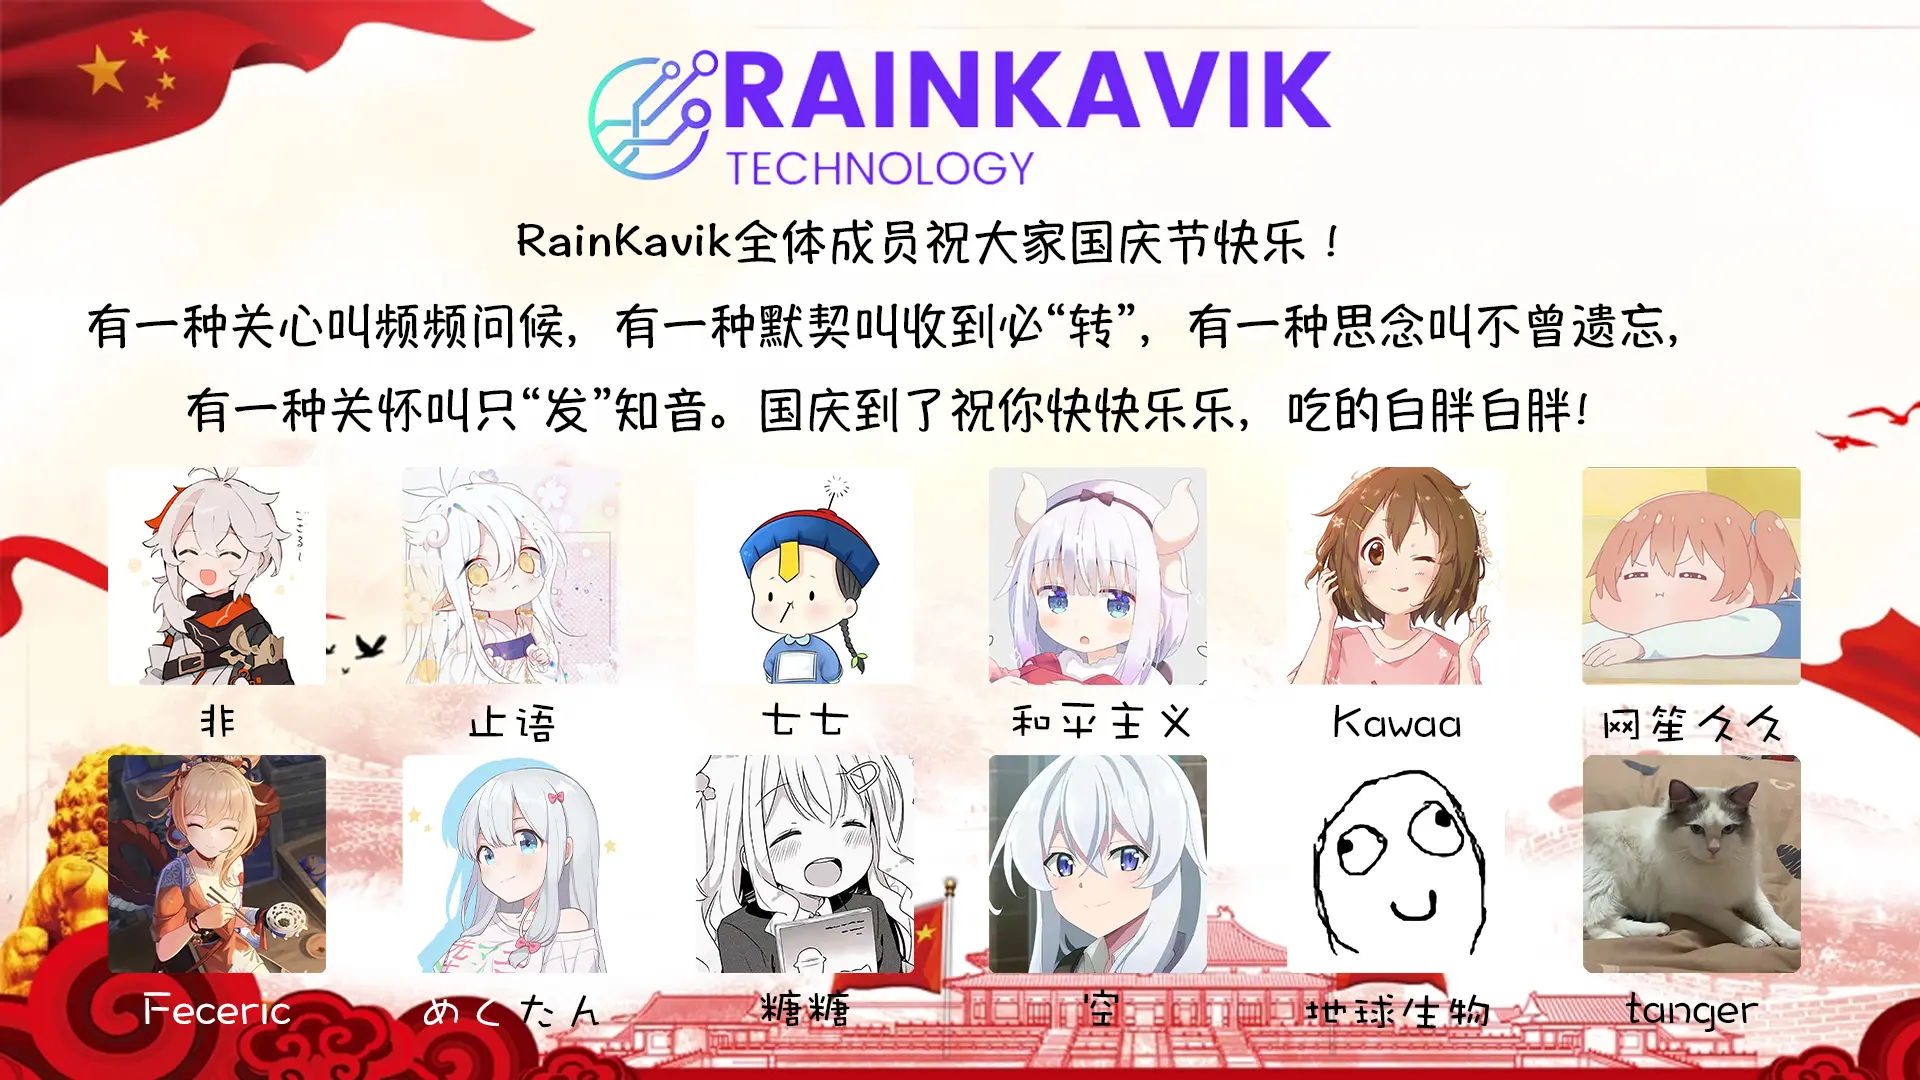 RAINKAVIK
TECHNOLOGY
RainKavik全体成员祝大家国庆节快乐！
有一种关心叫频频问候，有一种默契叫收到必“转”，有一种思念叫不曾遗忘，
有一种关怀叫只“发”知音。国庆到了祝你快快乐乐，吃的白胖白胖！
非
止语
七七
和平主义
Kawaa
网笙久久
Feceric
めくたん
糖糖
空
地球生物
tanger